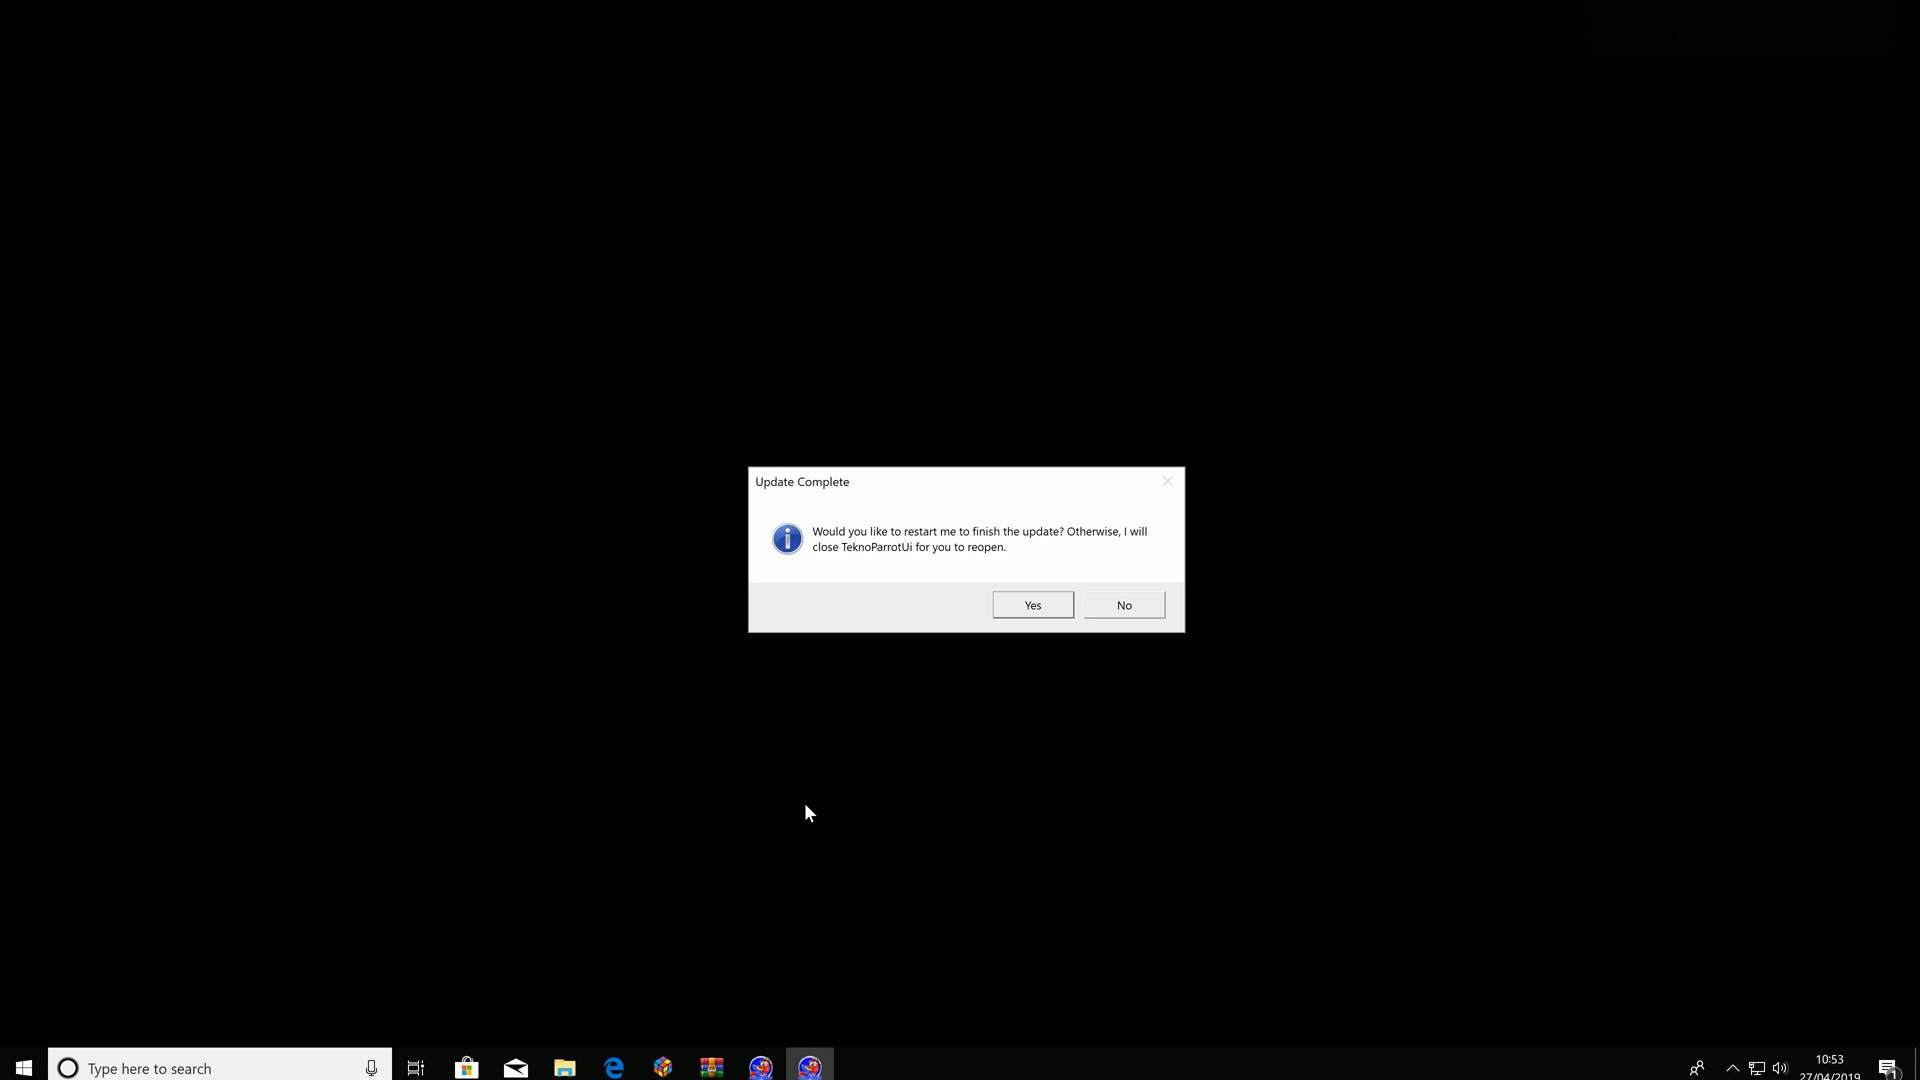 Update Complete
Would you like to restart me to finish the update? Otherwise, I will
close TeknoParrotUi for you to reopen.
Yes
No
Type here to search
10:53
27/04/2019
1